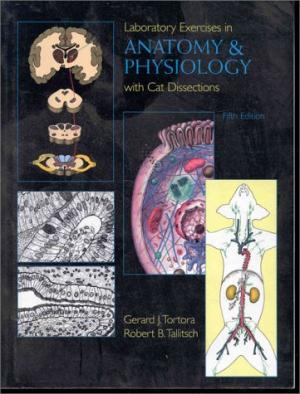 Laboratory Exercises in
ANATOMY &
PHYSIOLOGY
with Cat Dissections
Fifth Edition
Gerard J. Tortora
Robert B. Tallitsch